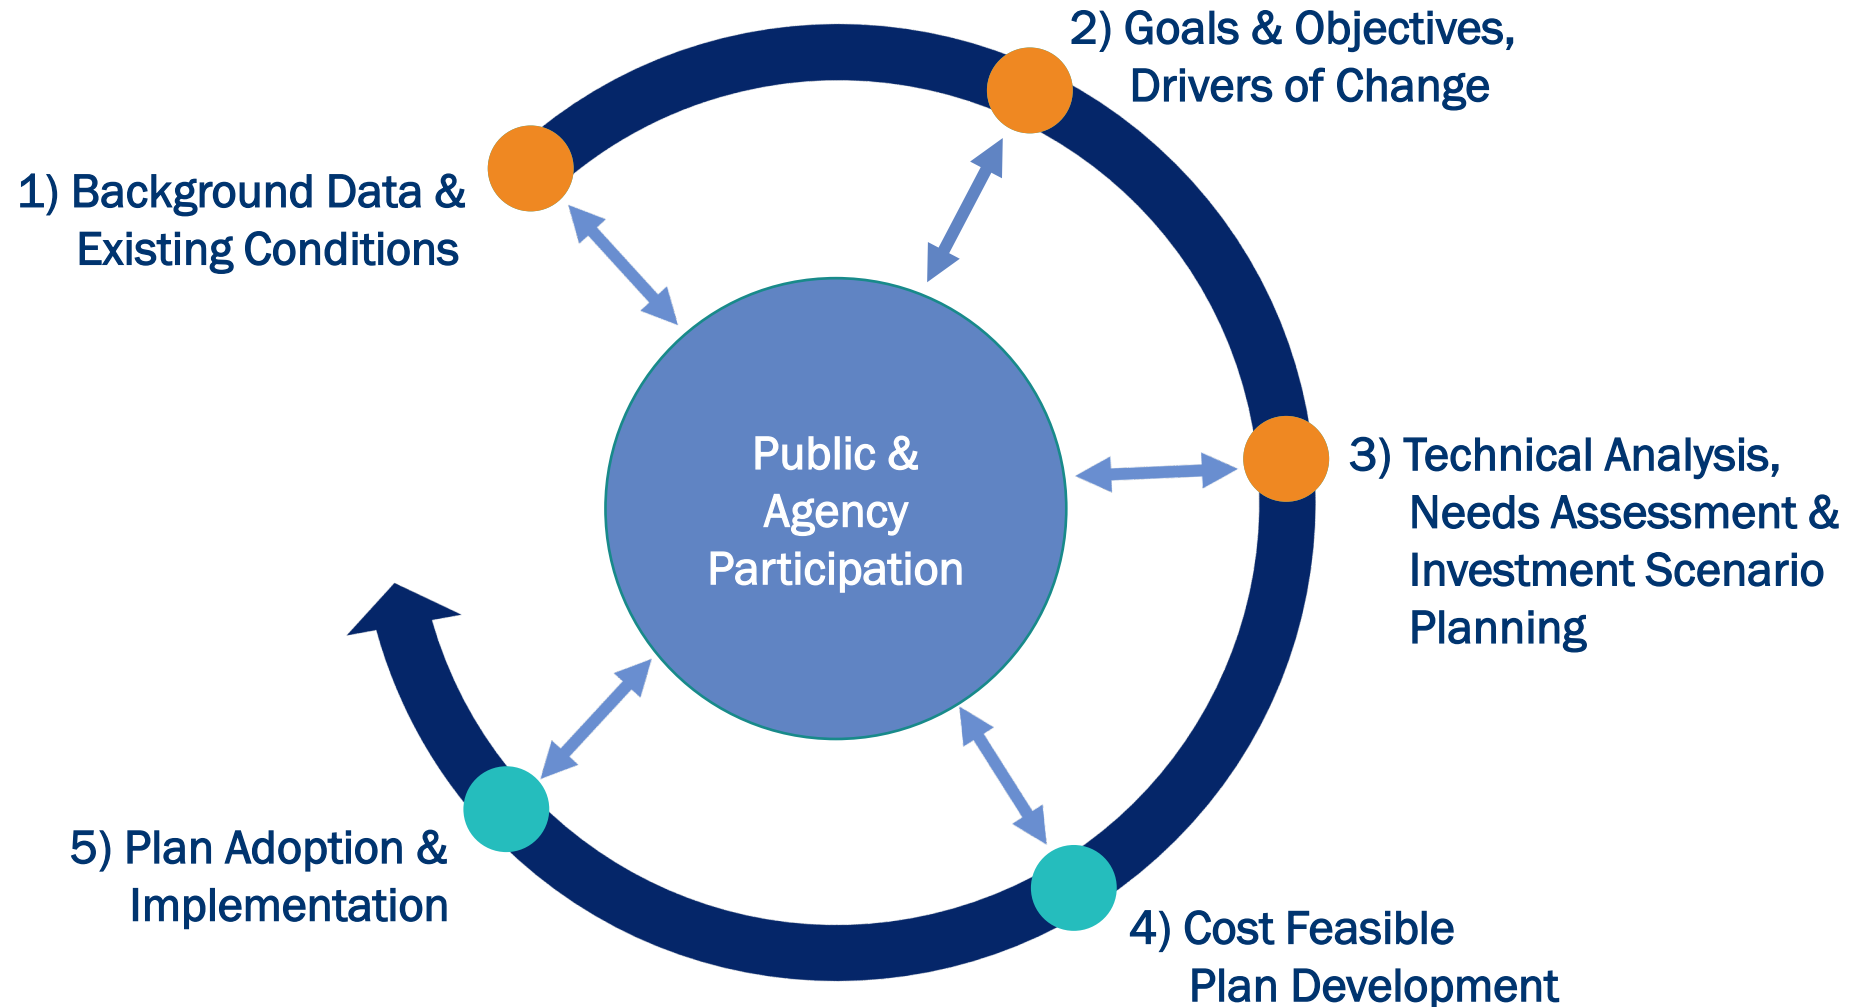 1) Background Data &
Existing Conditions
2) Goals & Objectives,
Drivers of Change
3) Technical Analysis,
Needs Assessment &
Investment Scenario
Planning
4) Cost Feasible
Plan Development
5) Plan Adoption &
Implementation
Public &
Agency
Participation